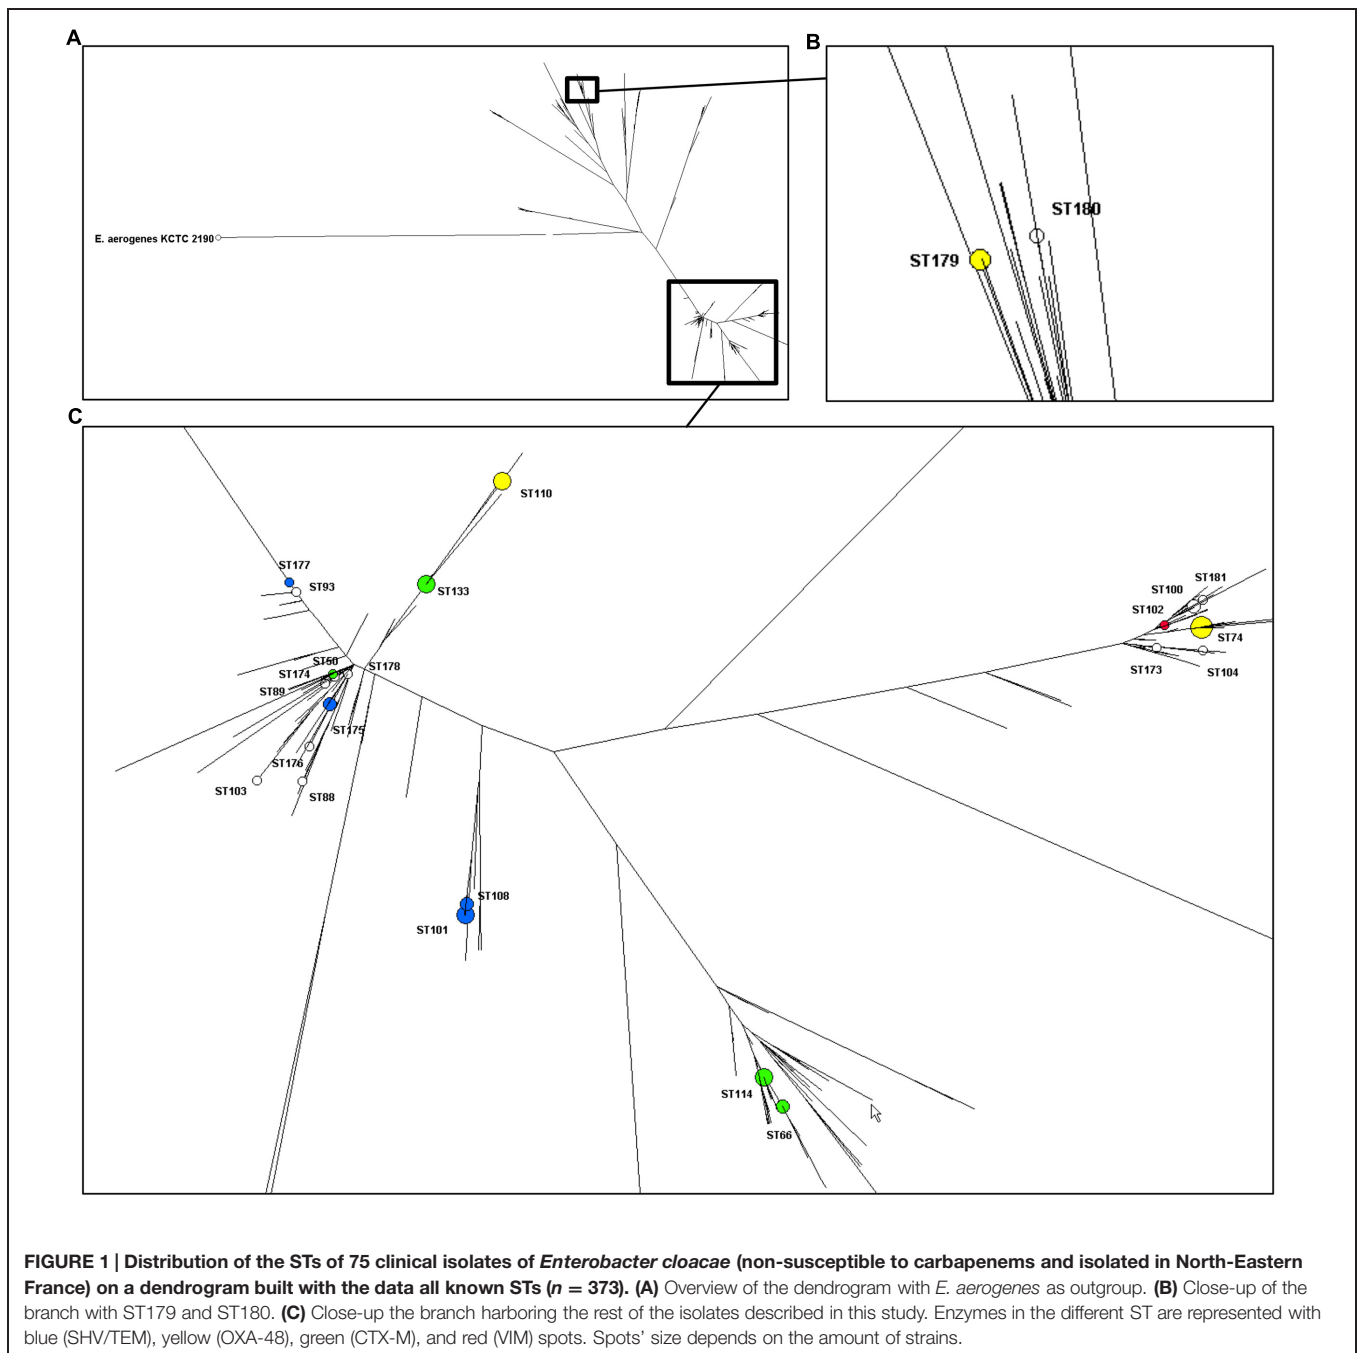 A
B
E. aerogenes KCTC 2190
ST180
ST179
C
ST110
ST177
ST93
ST133
ST181
ST100
ST102
ST74
ST173
ST104
ST50
ST178
ST174
ST89
ST175
ST176
ST103
ST88
ST108
ST101
ST114
ST66
FIGURE 1 | Distribution of the STs of 75 clinical isolates of Enterobacter cloacae (non-susceptible to carbapenems and isolated in North-Eastern
France) on a dendrogram built with the data all known STs (n = 373). (A) Overview of the dendrogram with E. aerogenes as outgroup. (B) Close-up of the
branch with ST179 and ST180. (C) Close-up the branch harboring the rest of the isolates described in this study. Enzymes in the different ST are represented with
blue (SHV/TEM), yellow (OXA-48), green (CTX-M), and red (VIM) spots. Spots’ size depends on the amount of strains.